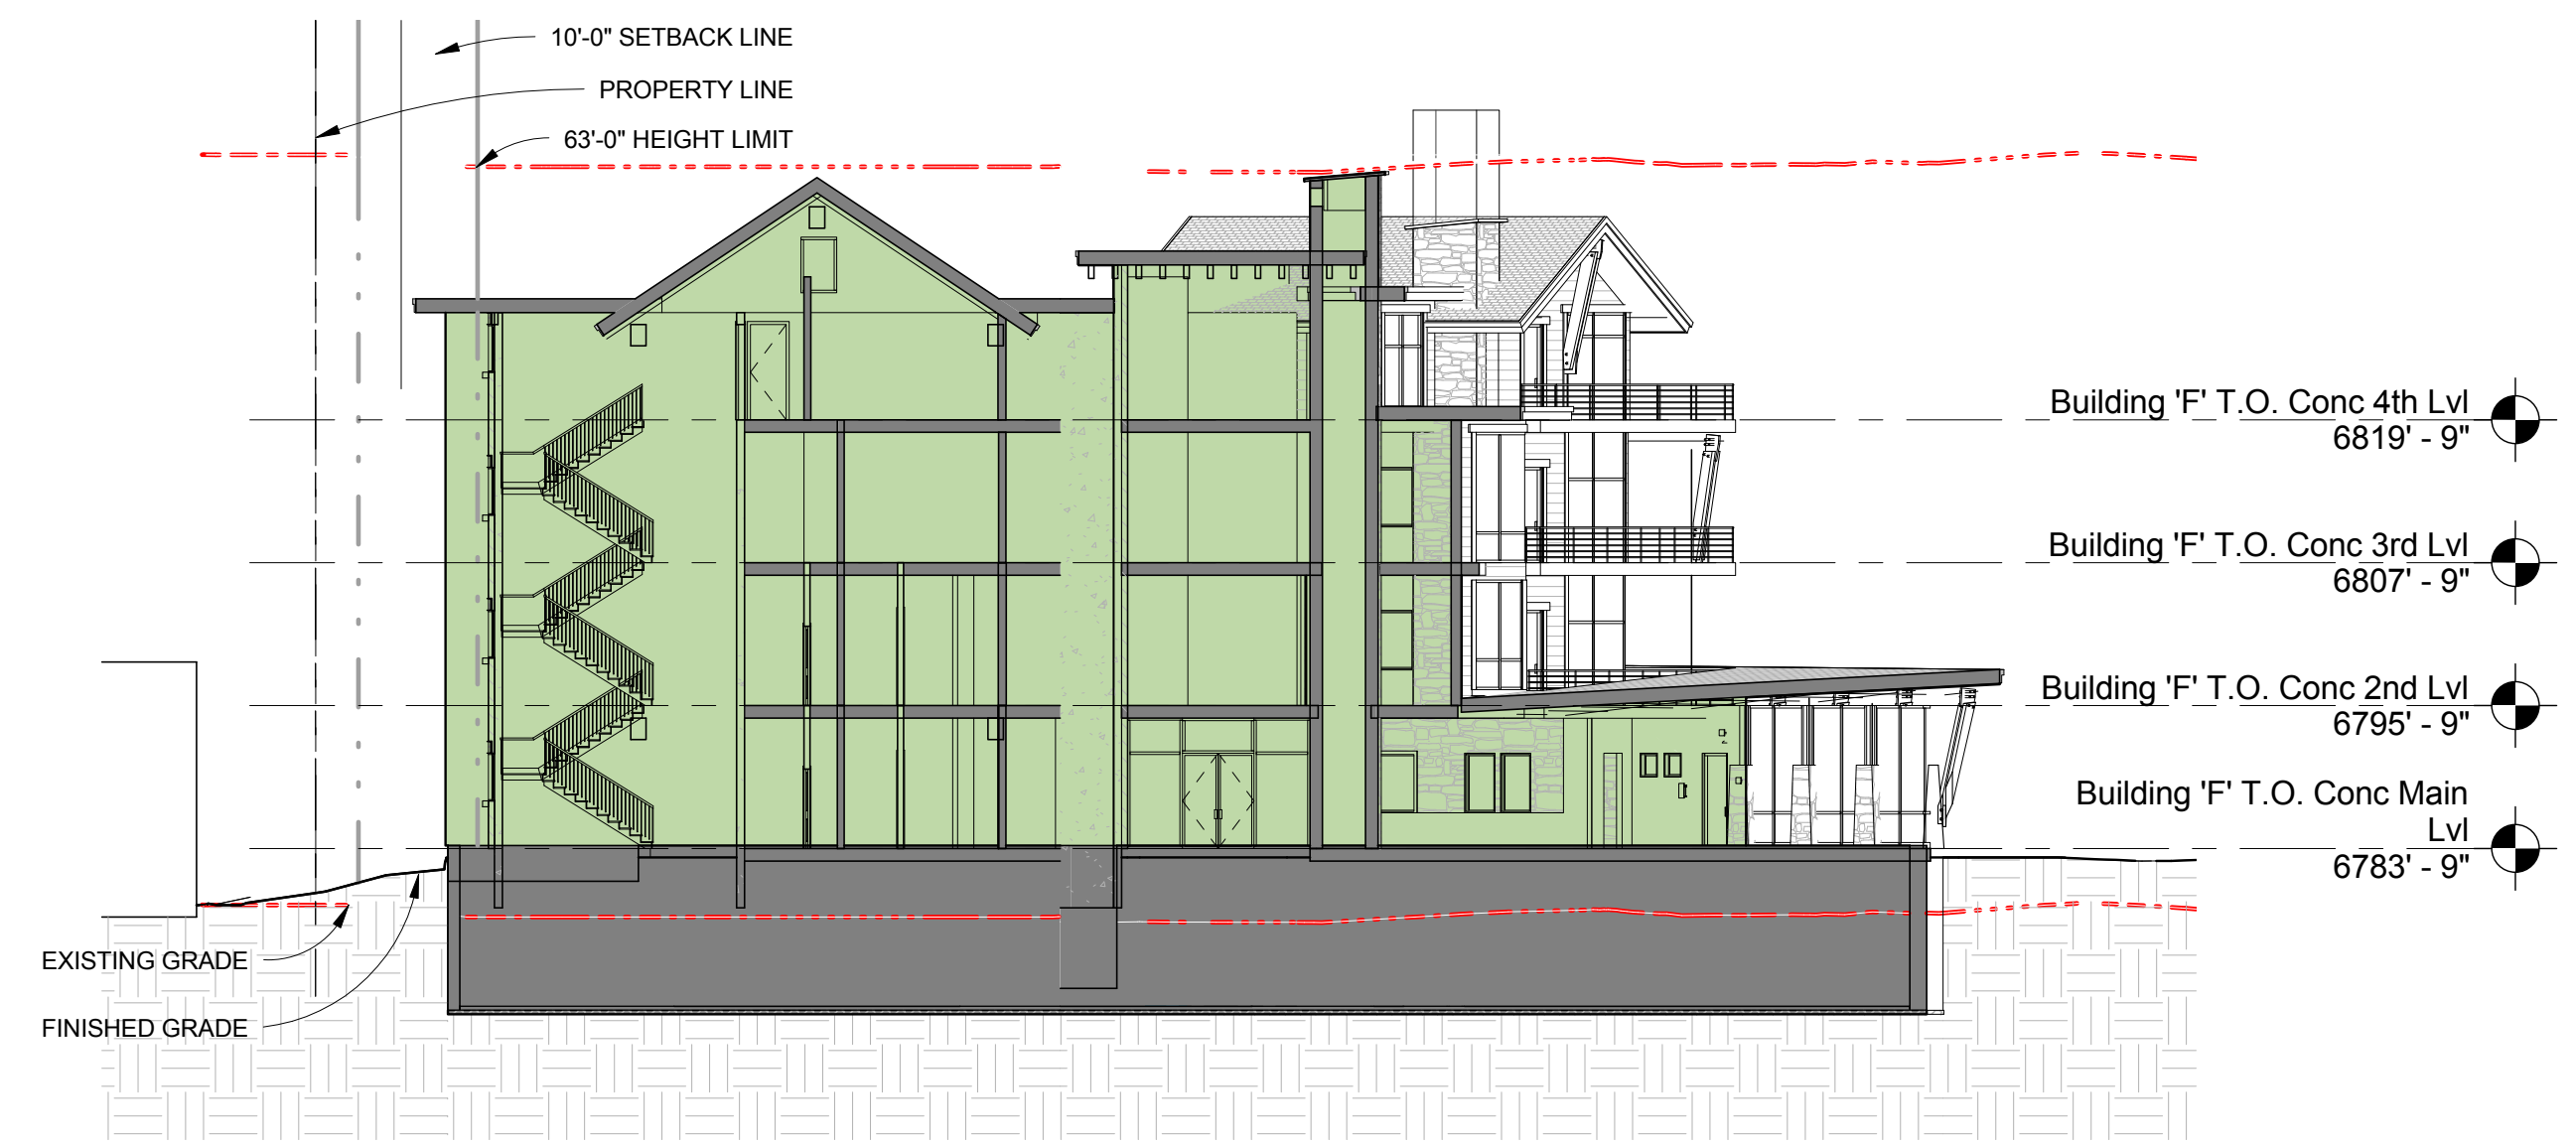 10'-0" SETBACK LINE
PROPERTY LINE
63'-0" HEIGHT LIMIT
Building 'F' T.O. Conc 4th Lvl
6819' - 9"
Building 'F' T.O. Conc 3rd Lvl
6807' - 9"
Building 'F' T.O. Conc 2nd Lvl
6795' - 9"
Building 'F' T.O. Conc Main
Lvl
6783' - 9"
EXISTING GRADE
FINISHED GRADE